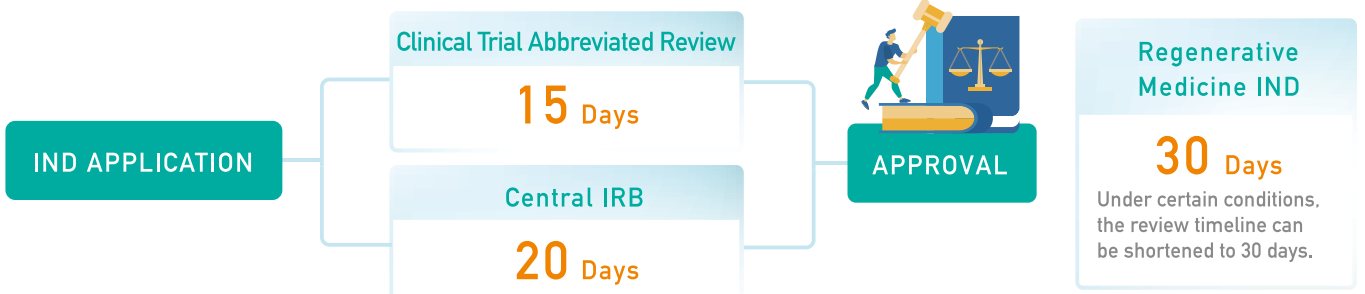 IND APPLICATION
Clinical Trial Abbreviated Review
15 Days
Central IRB
20 Days
APPROVAL
Regenerative
Medicine IND
30 Days
Under certain conditions,
the review timeline can
be shortened to 30 days.